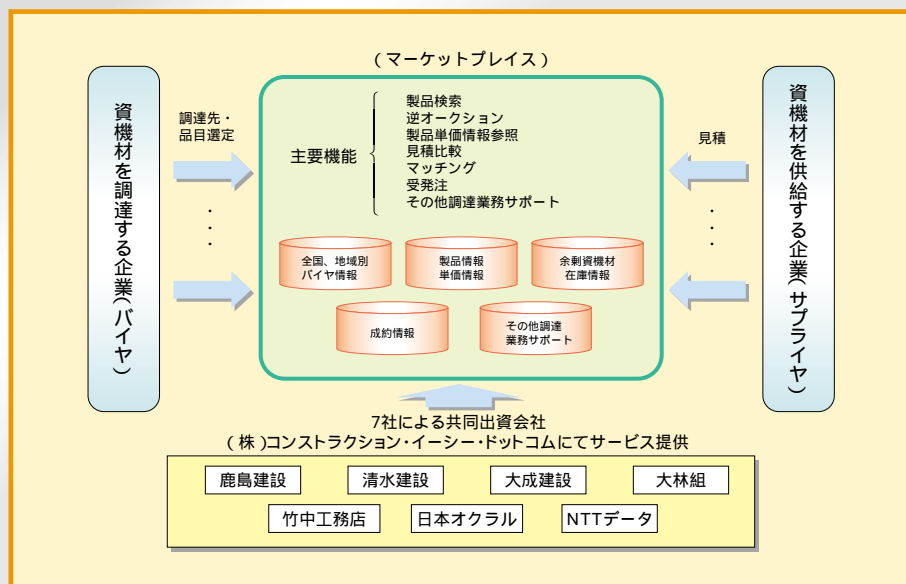 (マーケットプレイス)
資機材を調達する企業(バイヤ)
調達先・
品目選定
・
・
・
主要機能
製品検索
逆オークション
製品単価情報参照
見積比較
マッチング
受発注
その他調達業務サポート
全国、地域別
バイヤ情報
製品情報
単価情報
余剰資機材
在庫情報
成約情報
その他調達
業務サポート
見積
・
・
・
資機材を供給する企業(サプライヤ)
7社による共同出資会社
(株)コンストラクション・イーシー・ドットコムにてサービス提供
鹿島建設
清水建設
大成建設
大林組
竹中工務店
日本オクラル
NTTデータ